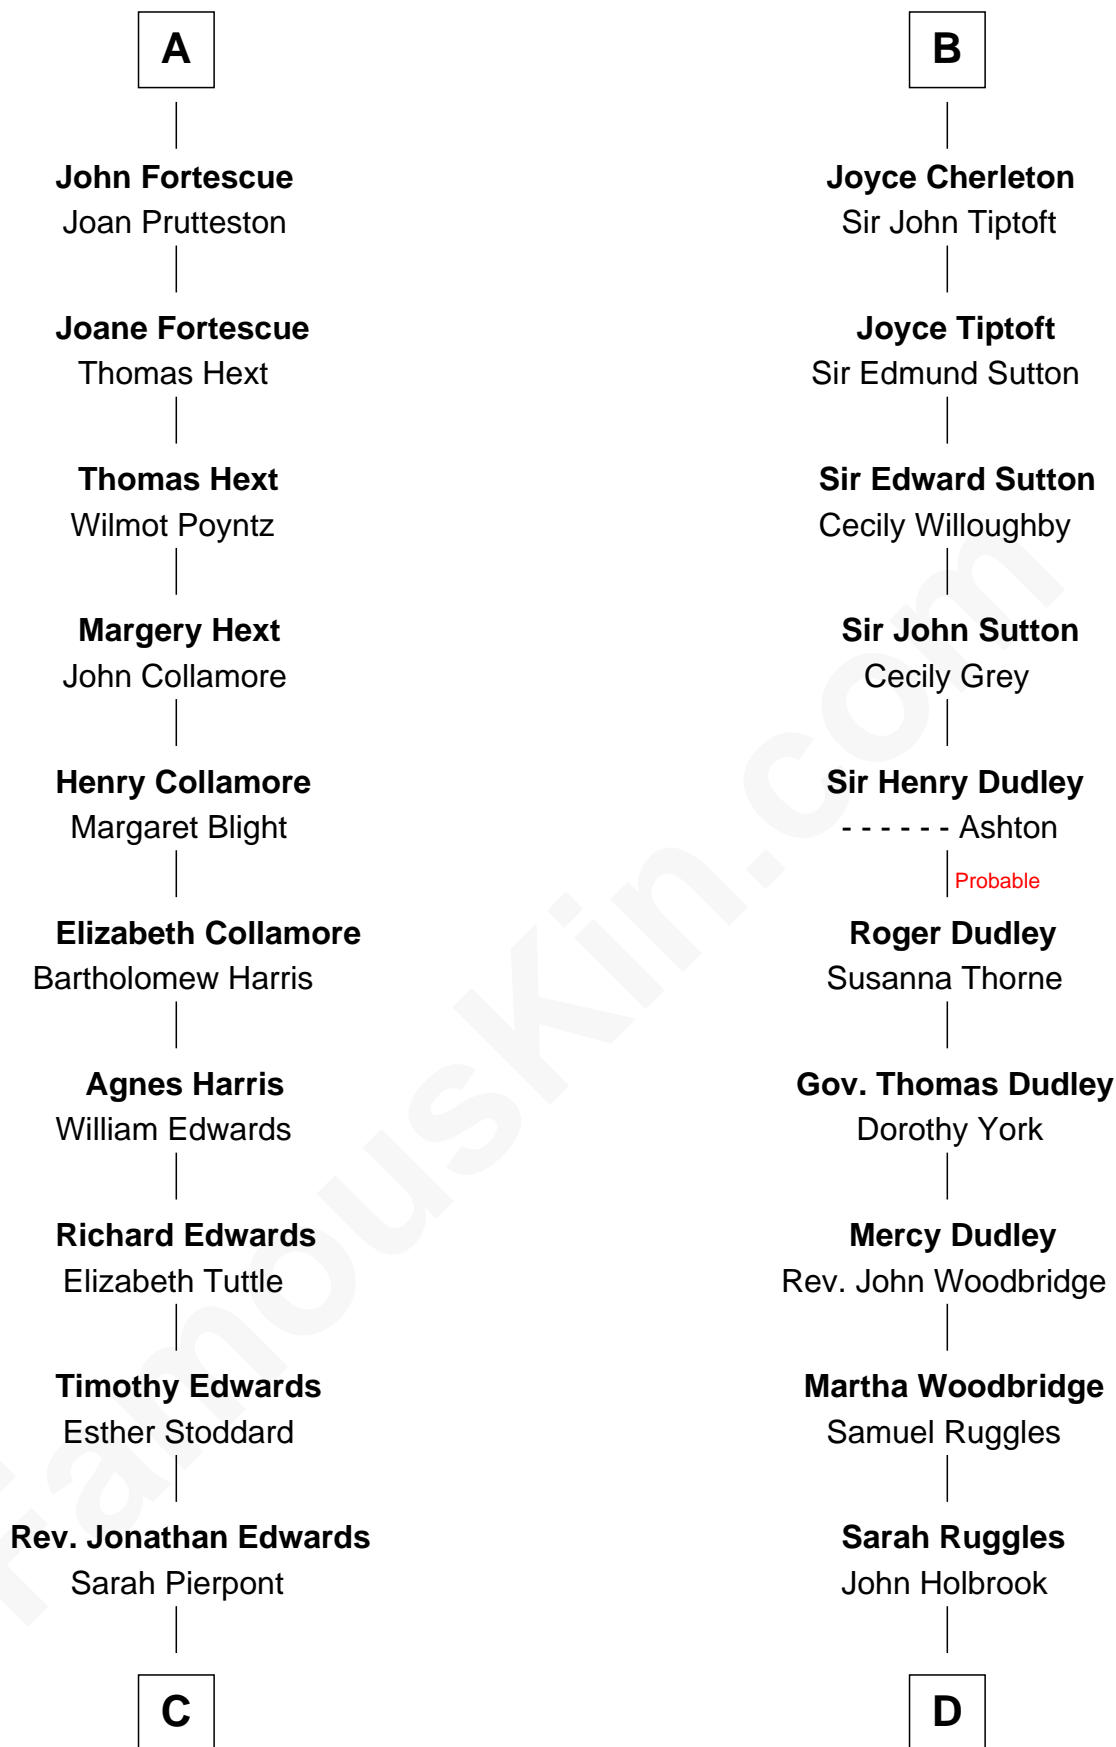 A
John Fortescue
Joan Prutteston
Joane Fortescue
Thomas Hext
Thomas Hext
Wilmot Poyntz
Margery Hext
John Collamore
Henry Collamore
Margaret Blight
Elizabeth Collamore
Bartholomew Harris
Agnes Harris
William Edwards
Richard Edwards
Elizabeth Tuttle
Timothy Edwards
Esther Stoddard
Rev. Jonathan Edwards
Sarah Pierpont
C
B
Joyce Cherleton
Sir John Tiptoft
Joyce Tiptoft
Sir Edmund Sutton
Sir Edward Sutton
Cecily Willoughby
Sir John Sutton
Cecily Grey
Sir Henry Dudley
- - - - - - Ashton
Probable
Roger Dudley
Susanna Thorne
Gov. Thomas Dudley
Dorothy York
Mercy Dudley
Rev. John Woodbridge
Martha Woodbridge
Samuel Ruggles
Sarah Ruggles
John Holbrook
D
FamousKin.com